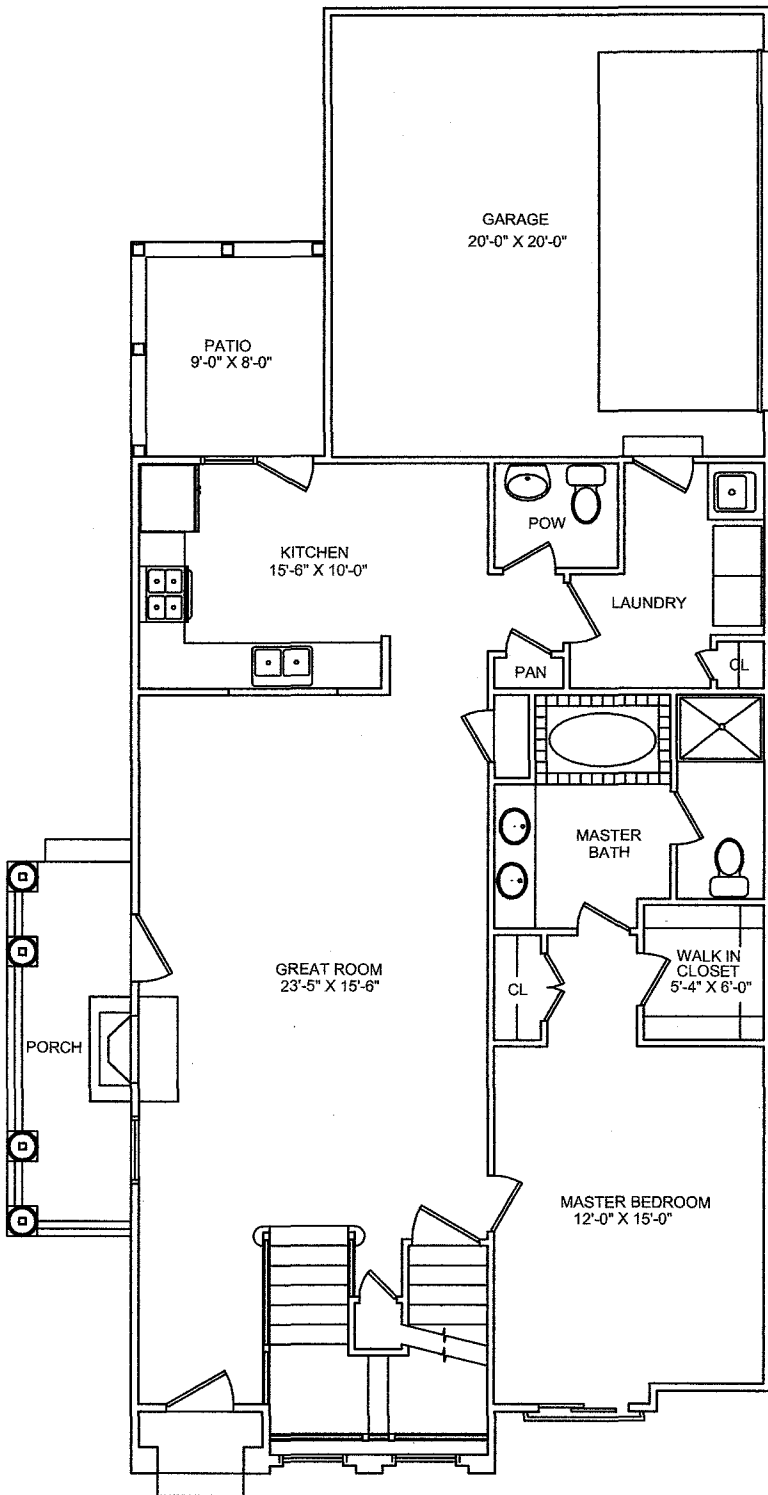 GARAGE
20'-0" X 20'-0"
PATIO
9'-0" X 8'-0"
KITCHEN
15'-6" X 10'-0"
POW
LAUNDRY
PAN
CL
MASTER
BATH
GREAT ROOM
23'-5" X 15'-6"
CL
WALK IN
CLOSET
5'-4" X 6'-0"
PORCH
MASTER BEDROOM
12'-0" X 15'-0"